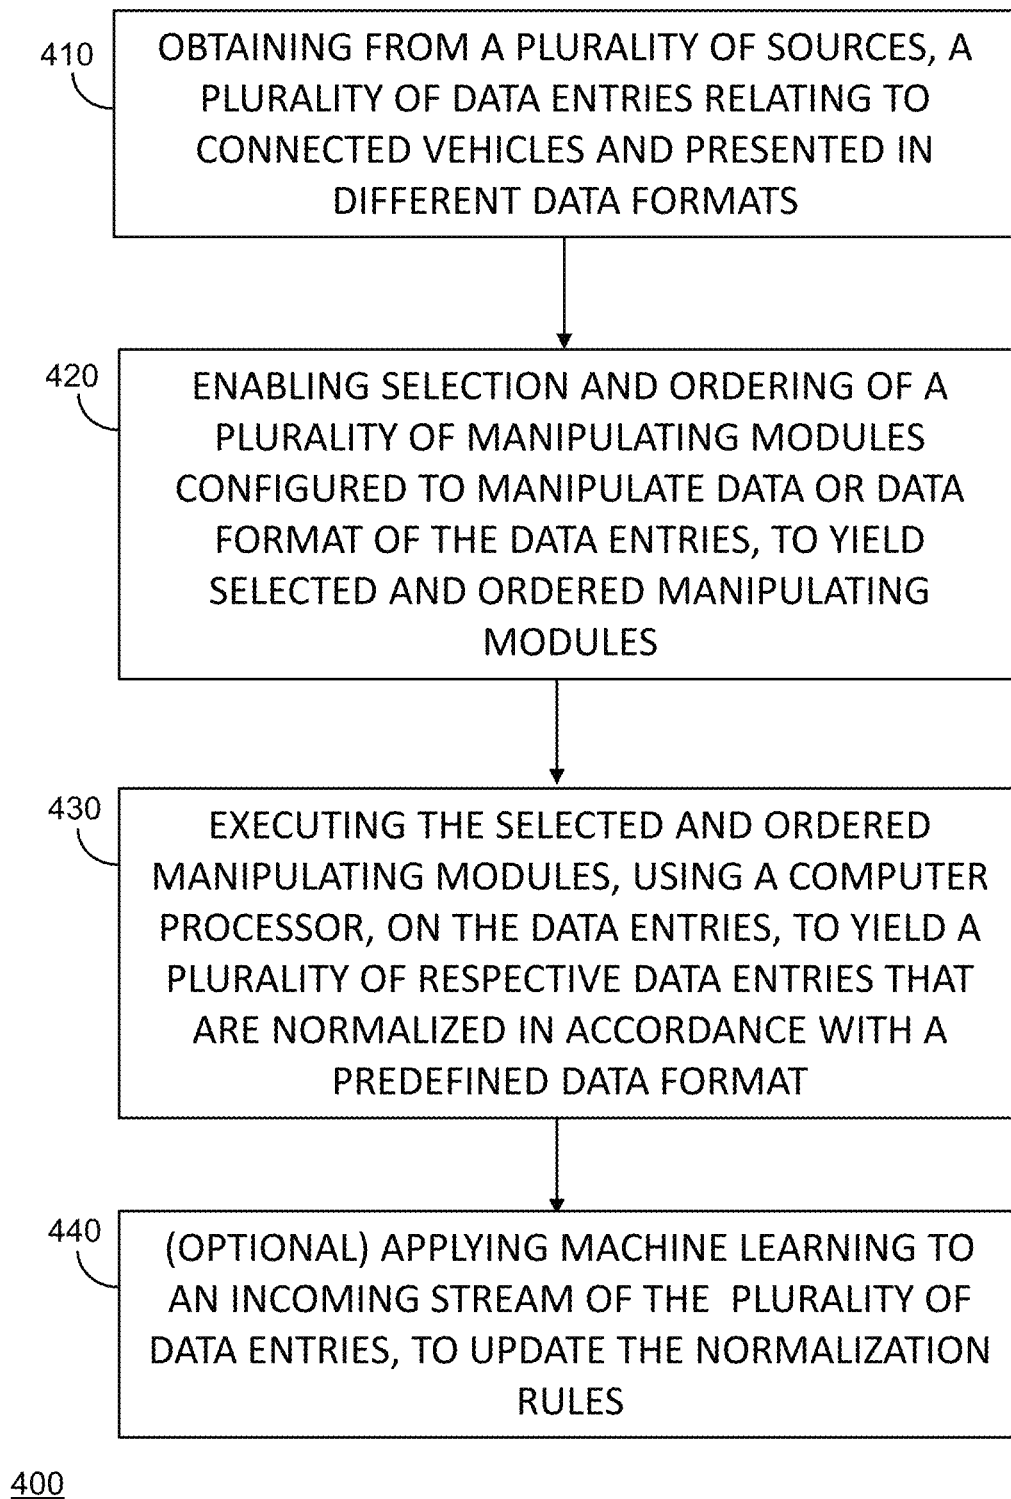 410
OBTAINING FROM A PLURALITY OF SOURCES, A
PLURALITY OF DATA ENTRIES RELATING TO
CONNECTED VEHICLES AND PRESENTED IN
DIFFERENT DATA FORMATS
420
ENABLING SELECTION AND ORDERING OF A
PLURALITY OF MANIPULATING MODULES
CONFIGURED TO MANIPULATE DATA OR DATA
FORMAT OF THE DATA ENTRIES, TO YIELD
SELECTED AND ORDERED MANIPULATING
MODULES
430
EXECUTING THE SELECTED AND ORDERED
MANIPULATING MODULES, USING A COMPUTER
PROCESSOR, ON THE DATA ENTRIES, TO YIELD A
PLURALITY OF RESPECTIVE DATA ENTRIES THAT
ARE NORMALIZED IN ACCORDANCE WITH A
PREDEFINED DATA FORMAT
440
(OPTIONAL) APPLYING MACHINE LEARNING TO
AN INCOMING STREAM OF THE PLURALITY OF
DATA ENTRIES, TO UPDATE THE NORMALIZATION
RULES
400